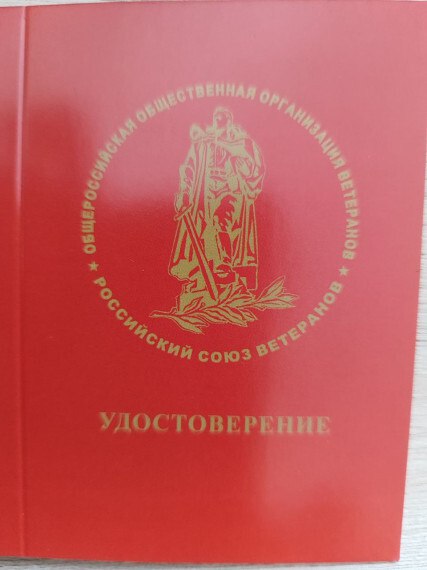 ★ ОБЩЕРОССИЙСКАЯ ОБЩЕСТВЕННАЯ ОРГАНИЗАЦИЯ ВЕТЕРАНОВ ★
РОССИЙСКИЙ СОЮЗ ВЕТЕРАНОВ
УДОСТОВЕРЕНИЕ